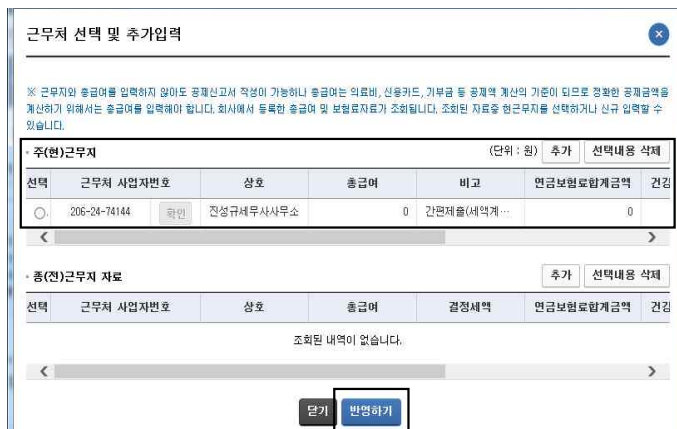 근무처 선택 및 추가입력
※ 근무지와 총급여를 입력하지 않아도 공제신고서 작성이 가능하나 총급여는 의료비, 신용카드, 기부금 등 공제액 계산의 기준이 되므로 정확한 공제금액을
계산하기 위해서는 총급여를 입력해야 합니다. 회사에서 등록한 총급여 및 보험료자료가 조회됩니다. 조회된 자료중 현근무지를 선택하거나 신규 입력할 수
있습니다.
• 주(현)근무지 (단위 : 원) 추가 선택내용 삭제
선택 근무처 사업자번호 상호 총급여 비고 연금보험료합계금액 건강
206-24-74144 확인 진성규세무사사무소 0 간편제출(세액계… 0
• 종(전)근무지 자료 추가 선택내용 삭제
선택 근무처 사업자번호 상호 총급여 결정세액 연금보험료합계금액 건강
조회된 내역이 없습니다.
닫기 반영하기